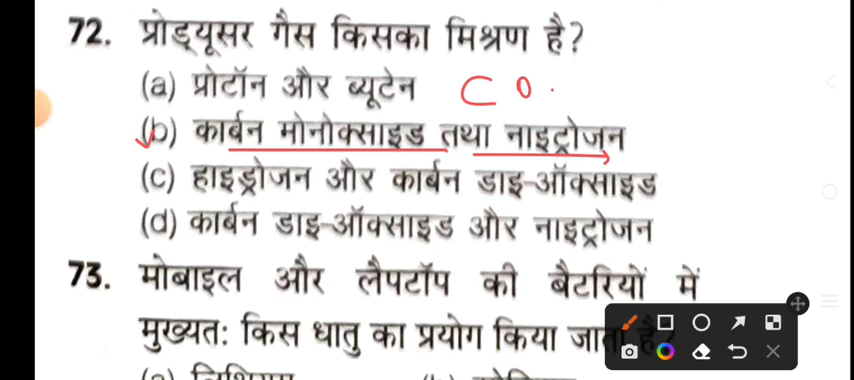 72. प्रोड्यूसर गैस किसका मिश्रण है?
(a) प्रोटॉन और ब्यूटेन CO.
(b) कार्बन मोनोक्साइड तथा नाइट्रोजन
(c) हाइड्रोजन और कार्बन डाइ-ऑक्साइड
(d) कार्बन डाइ-ऑक्साइड और नाइट्रोजन
73. मोबाइल और लैपटॉप की बैटरियों में
मुख्यतः किस धातु का प्रयोग किया जाता है?
(a) लिथियम